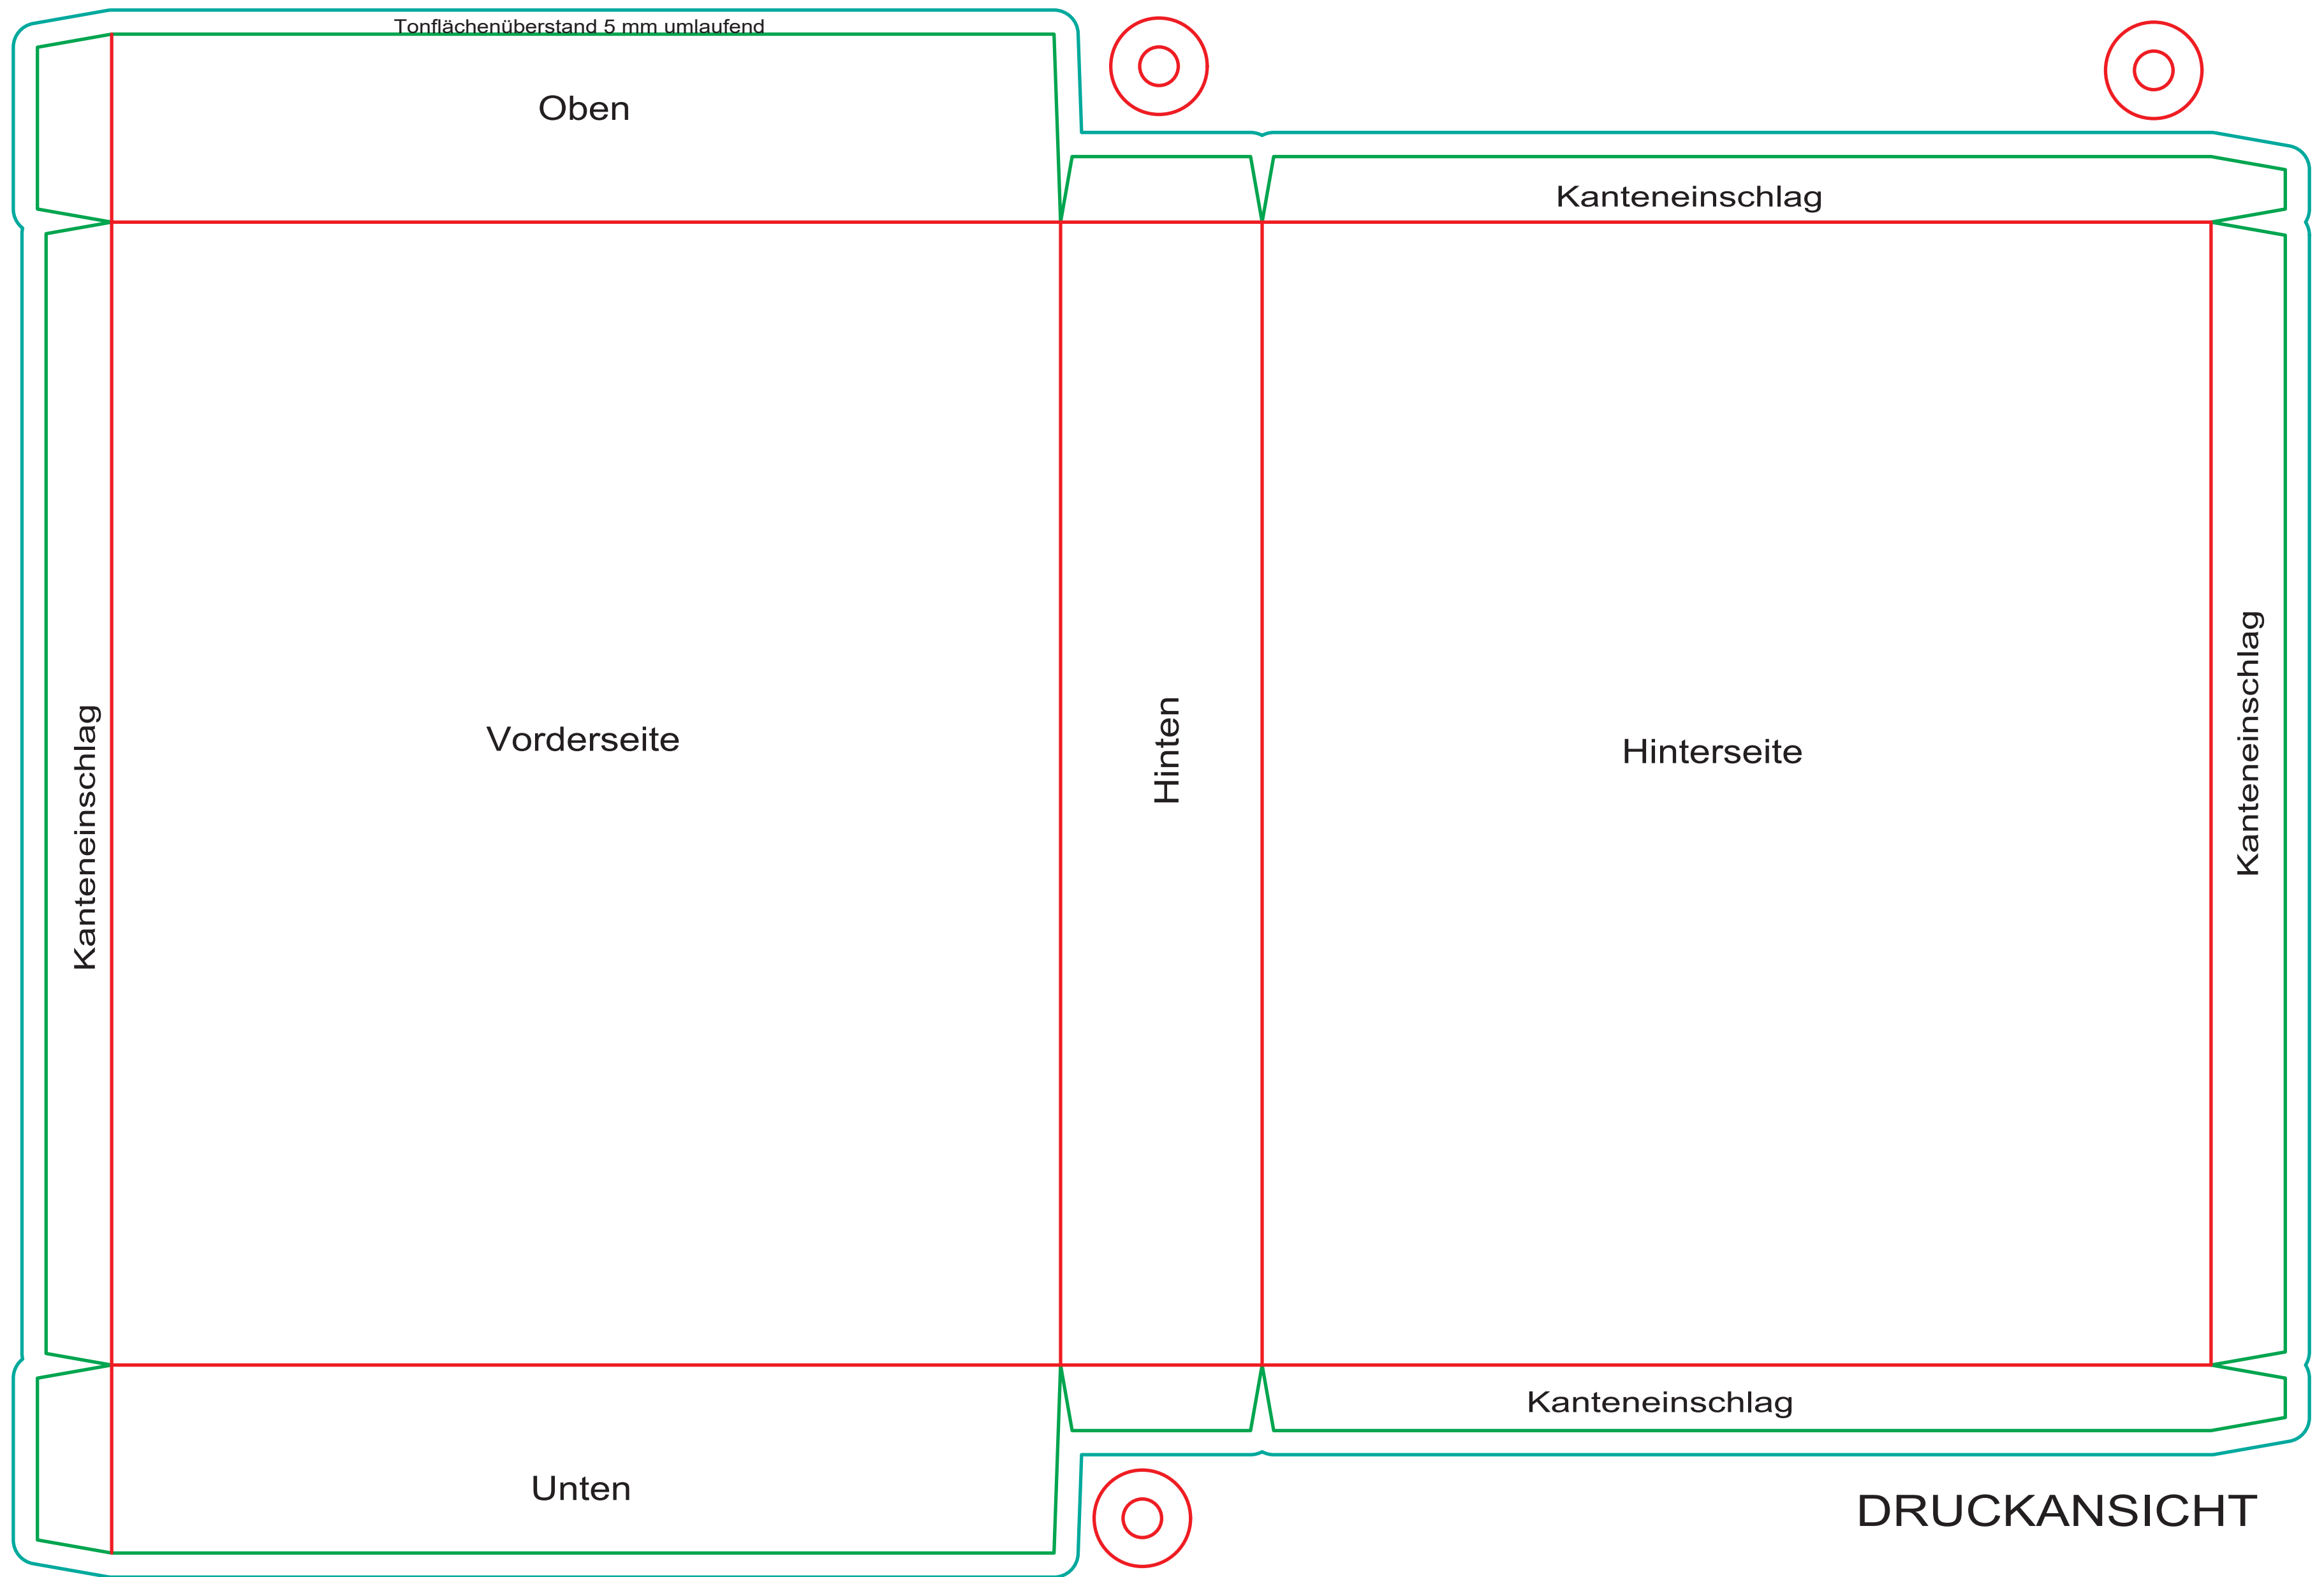 Tonflächenüberstand 5 mm umlaufend
Oben
Kanteneinschlag
Kanteneinschlag
Vorderseite
Hinten
Hinterseite
Kanteneinschlag
Kanteneinschlag
Unten
DRUCKANSICHT